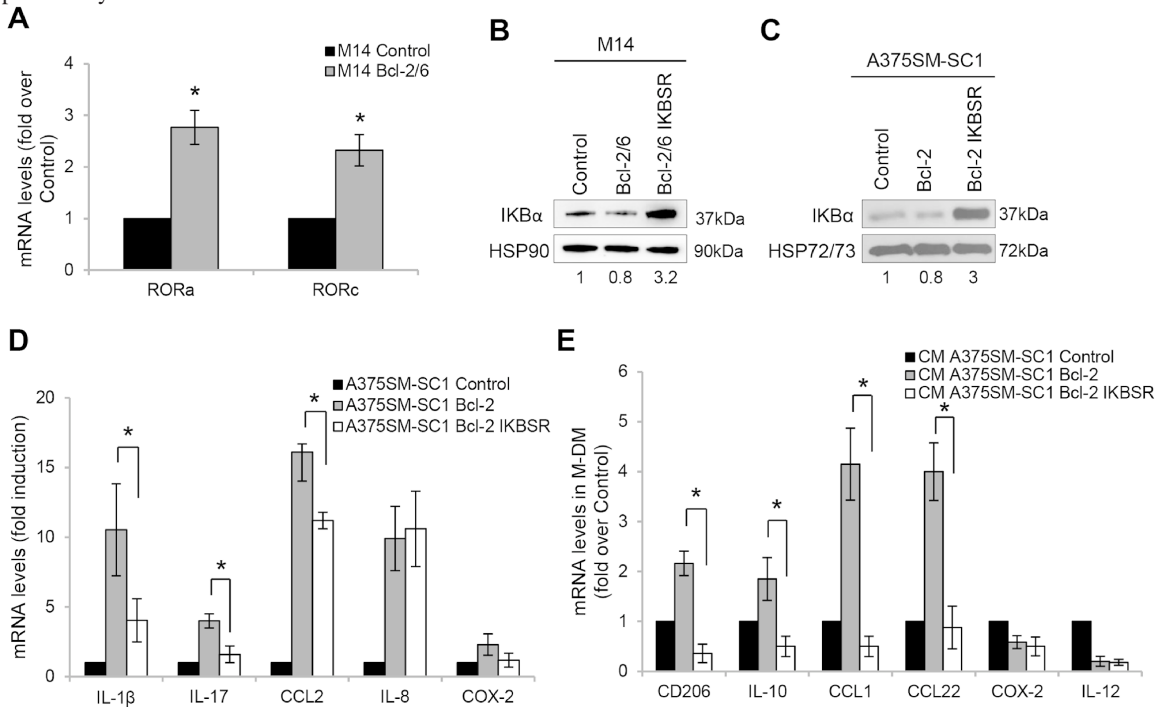 A
M14 Control
M14 Bcl-2/6
mRNA levels (fold over
Control)
4
3
2
1
0
*
*
RORa
RORc
B
M14
Control
Bcl-2/6
Bcl-2/6 IKBSR
IKBα
37kDa
HSP90
90kDa
1 0.8 3.2
C
A375SM-SC1
Control
Bcl-2
Bcl-2 IKBSR
IKBα
37kDa
HSP72/73
72kDa
1 0.8 3
D
A375SM-SC1 Control
A375SM-SC1 Bcl-2
A375SM-SC1 Bcl-2 IKBSR
mRNA levels (fold induction)
20
15
10
5
0
*
*
*
IL-1β
IL-17
CCL2
IL-8
COX-2
E
CM A375SM-SC1 Control
CM A375SM-SC1 Bcl-2
CM A375SM-SC1 Bcl-2 IKBSR
mRNA levels in M-DM
(fold over Control)
6
5
4
3
2
1
0
*
*
*
*
CD206
IL-10
CCL1
CCL22
COX-2
IL-12